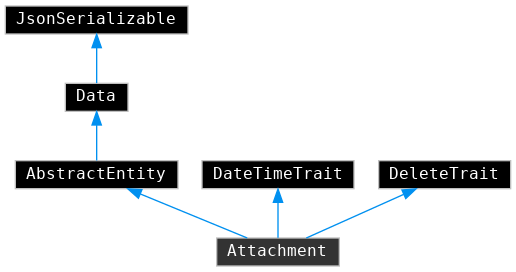 JsonSerializable
Data
AbstractEntity
DateTimeTrait
DeleteTrait
Attachment